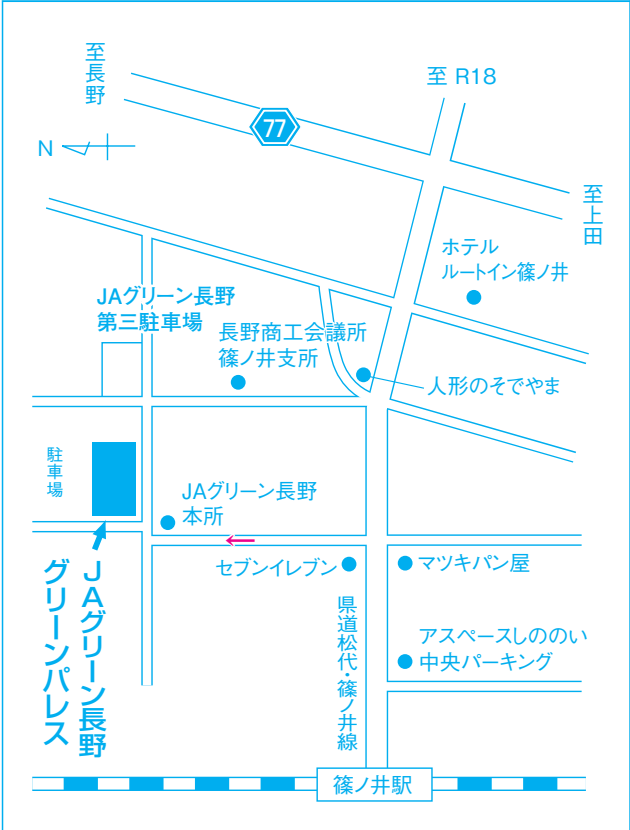 至長野
至 R18
77
N
至上田
ホテル
ルートイン篠ノ井
JAグリーン長野
第三駐車場
長野商工会議所
篠ノ井支所
人形のそでやま
駐車場
JAグリーン長野
本所
セブンイレブン
マツキパン屋
JAグリーン長野
グリーンパレス
県道松代・篠ノ井線
アスペースしののい
中央パーキング
篠ノ井駅